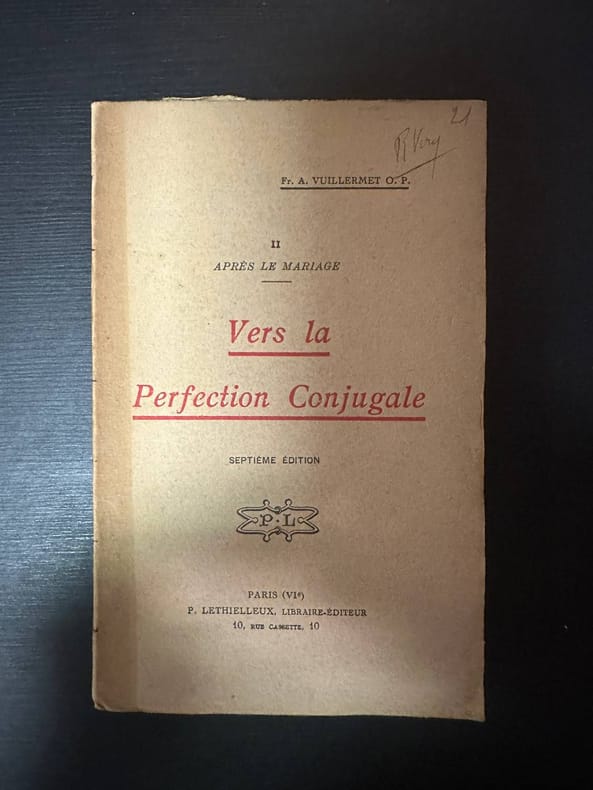 21
Fr. A. VUILLERMET O. P.
II
APRÈS LE MARIAGE
Vers la
Perfection Conjugale
SEPTIÈME ÉDITION
P·L
PARIS (VIe)
P. LETHIELLEUX, LIBRAIRE-ÉDITEUR
10, RUE CASSETTE, 10